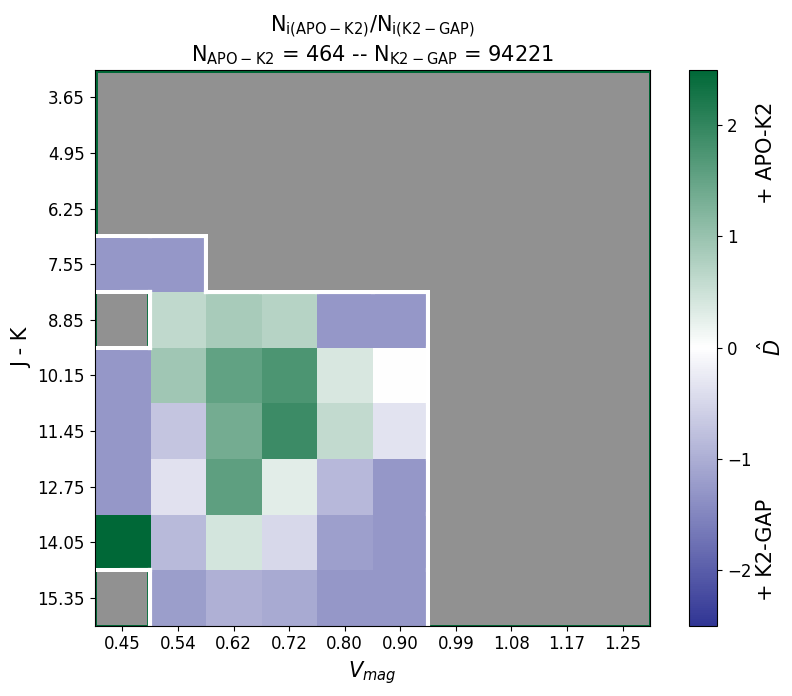 N_i(APO−K2)/N_i(K2−GAP)
N_APO−K2 = 464 -- N_K2−GAP = 94221
J - K
3.65
4.95
6.25
7.55
8.85
10.15
11.45
12.75
14.05
15.35
0.45 0.54 0.62 0.72 0.80 0.90 0.99 1.08 1.17 1.25
V_mag
2
1
0
−1
−2
+ APO-K2
D̂
+ K2-GAP